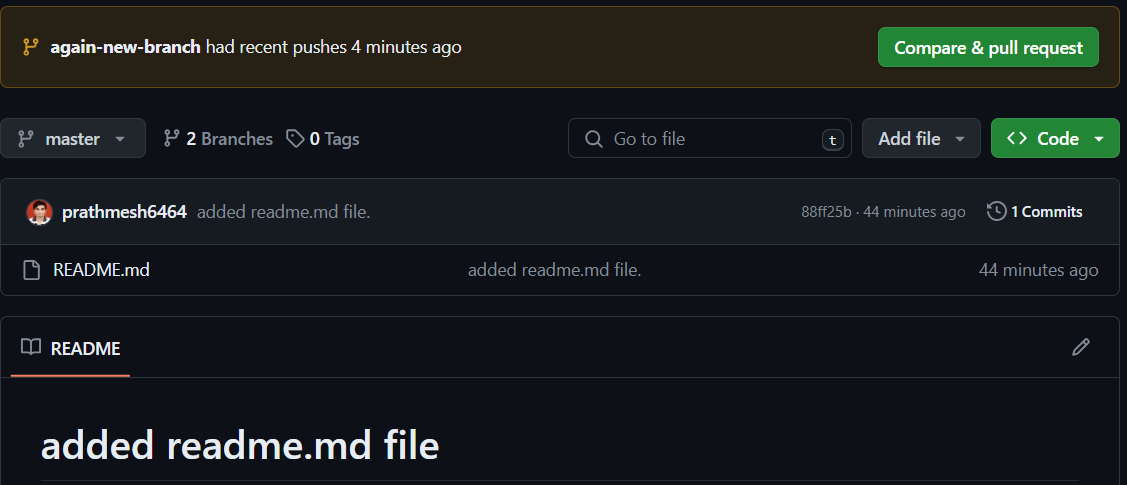 again-new-branch had recent pushes 4 minutes ago Compare & pull request
master 2 Branches 0 Tags Go to file t Add file <> Code
prathmesh6464 added readme.md file. 88ff25b · 44 minutes ago 1 Commits
README.md added readme.md file. 44 minutes ago
README
added readme.md file